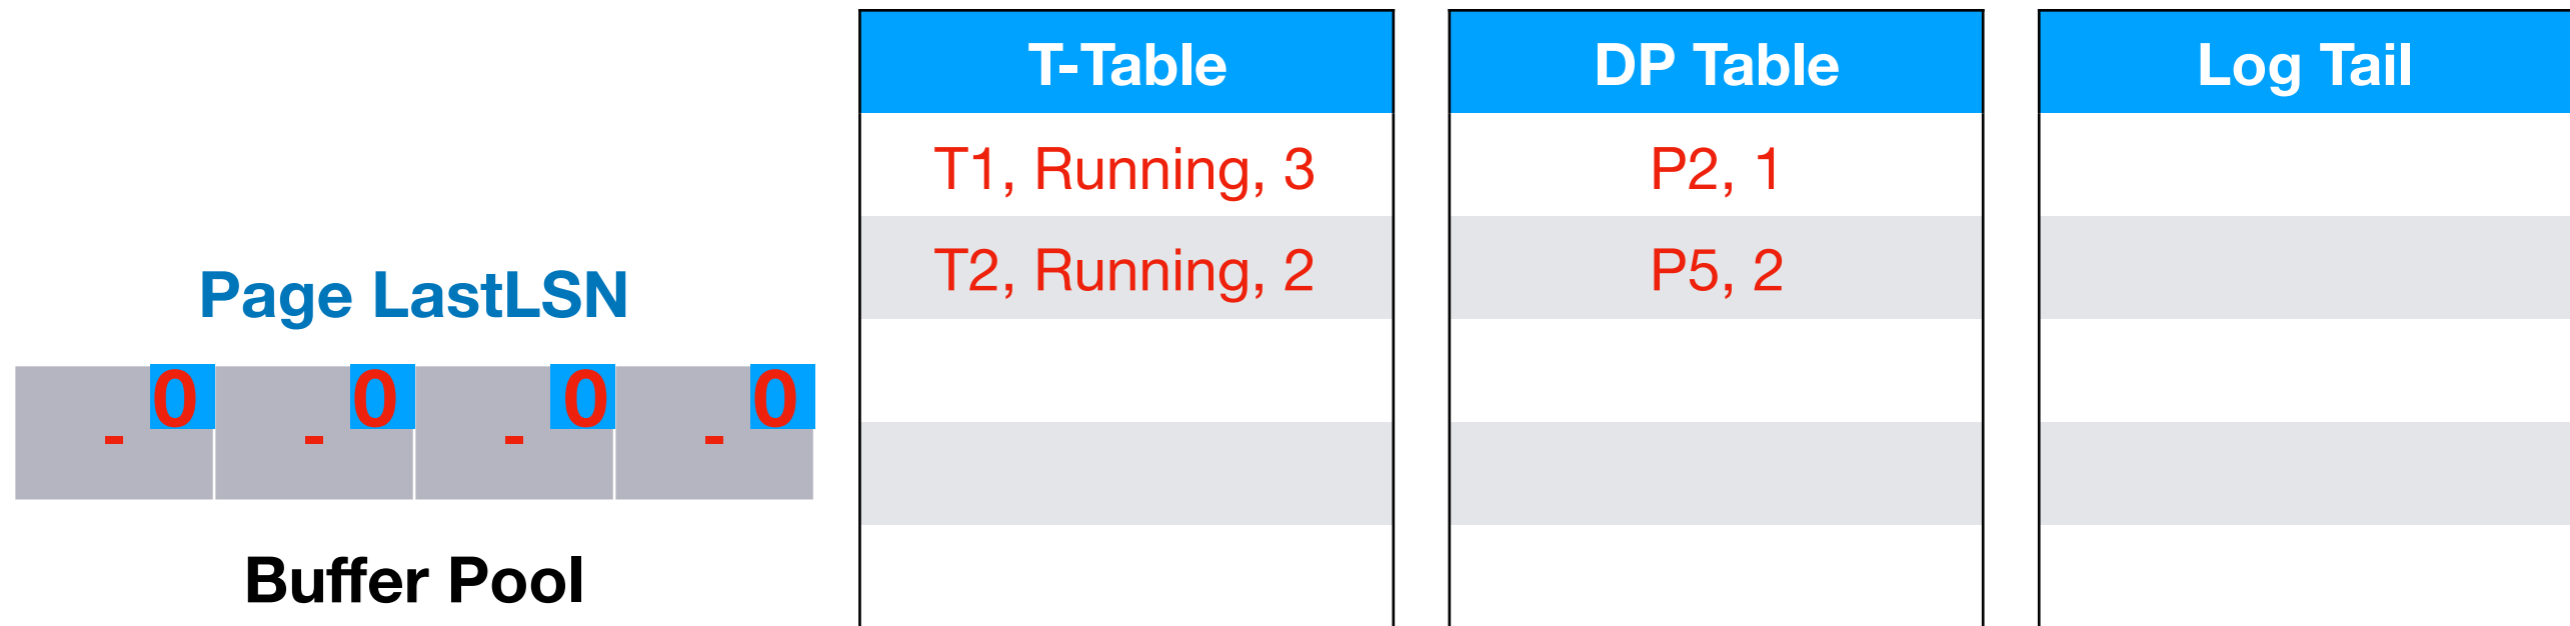 T-Table DP Table Log Tail
T1, Running, 3 P2, 1
T2, Running, 2 P5, 2
Page LastLSN
0 0 0 0
- - - -
Buffer Pool